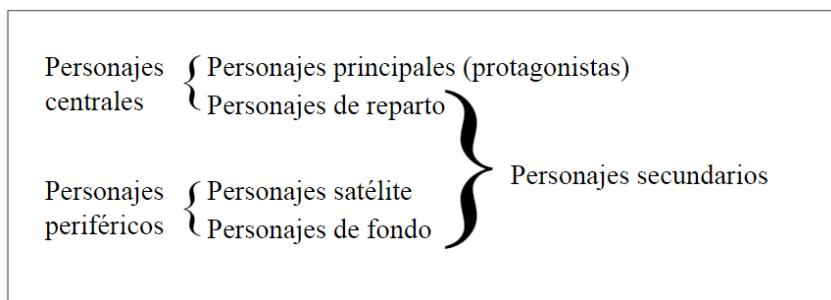 Personajes centrales
Personajes principales (protagonistas)
Personajes de reparto
Personajes periféricos
Personajes satélite
Personajes de fondo
Personajes secundarios